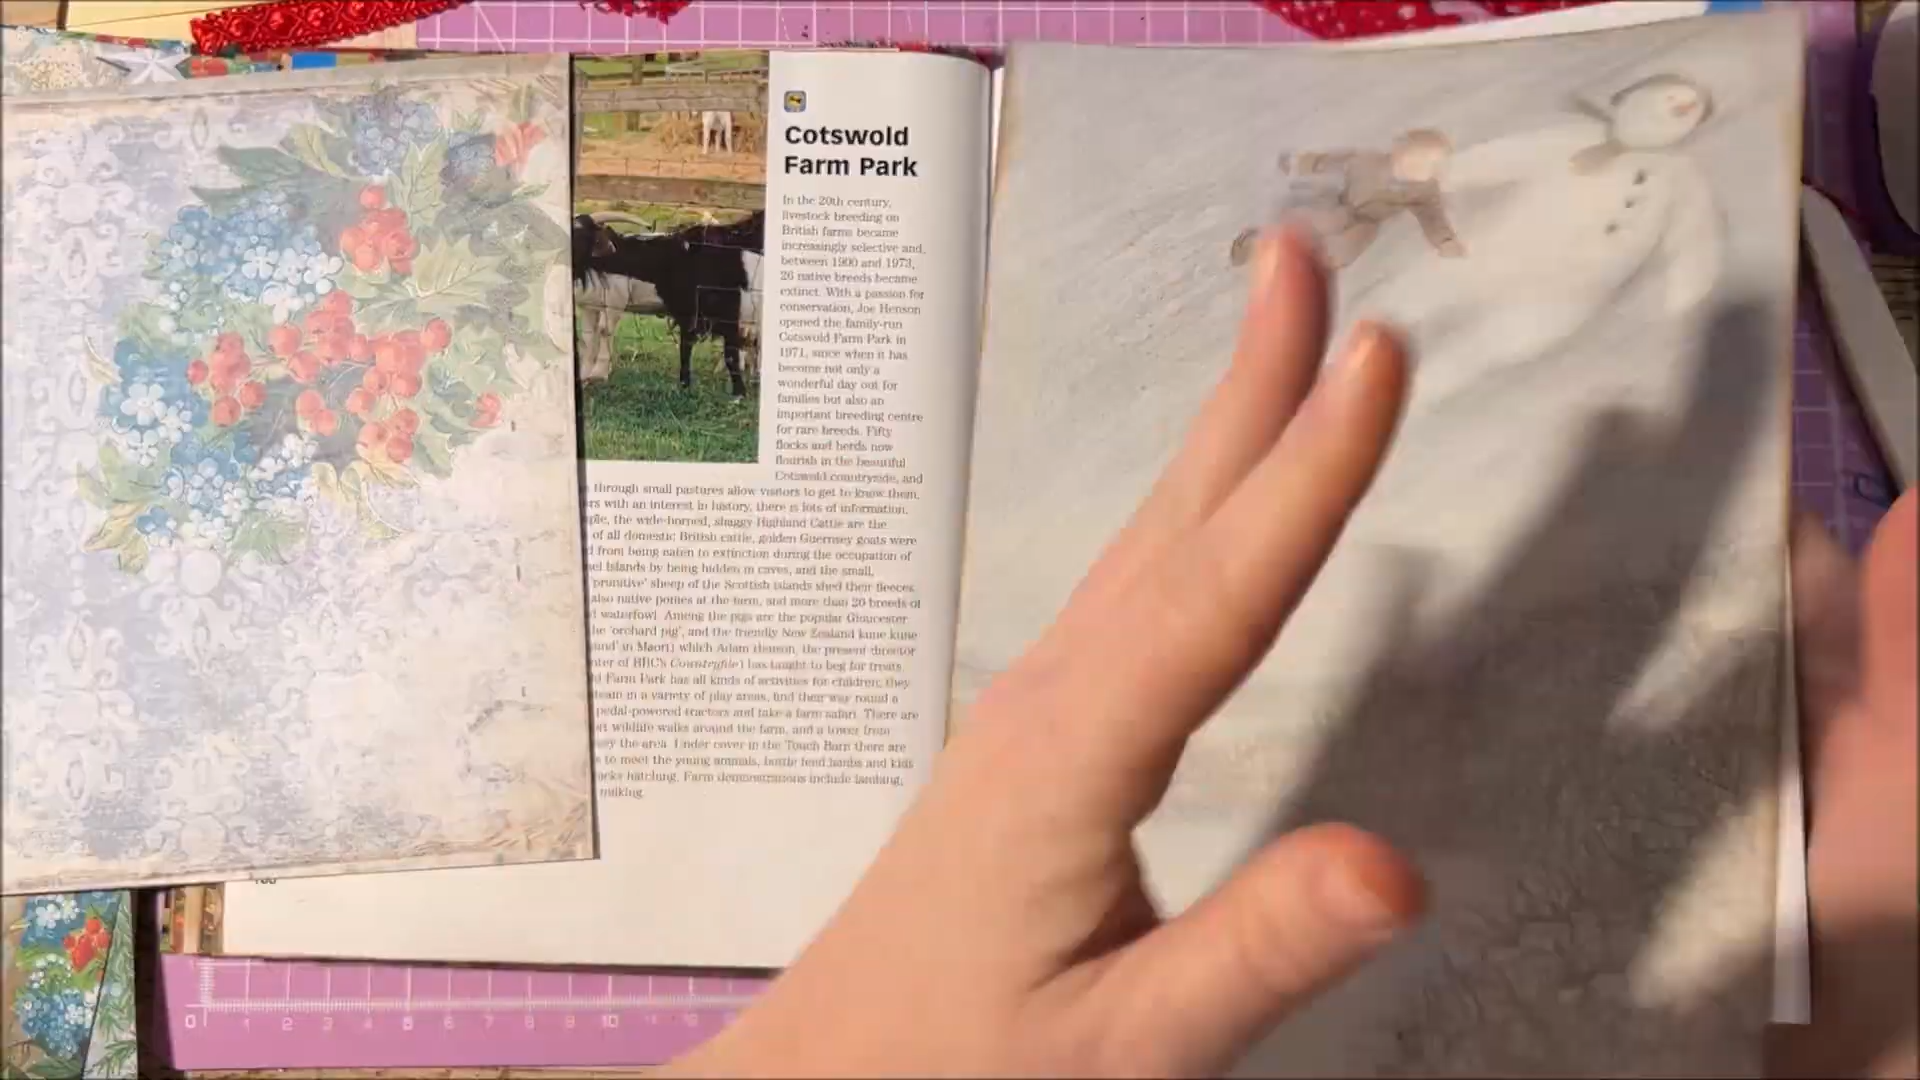 Cotswold
Farm Park
In the 20th century,
livestock breeding on
British farms became
increasingly selective and,
between 1900 and 1973,
26 native breeds became
extinct. With a passion for
conservation, Joe Henson
opened the family-run
Cotswold Farm Park in
1971, since when it has
become not only a
wonderful day out for
families but also an
important breeding centre
for rare breeds. Fifty
flocks and herds now
flourish in the beautiful
Cotswold countryside, and
through small pastures allow visitors to get to know them.
with an interest in history, there is lots of information.
the wide-horned, shaggy Highland Cattle are the
of all domestic British cattle, golden Guernsey goats were
from being eaten to extinction during the occupation of
Islands by being hidden in caves, and the small,
'primitive' sheep of the Scottish islands shed their fleeces
also native ponies at the farm, and more than 20 breeds of
waterfowl. Among the pigs are the popular Gloucester
'orchard pig', and the friendly New Zealand kune kune
in Maori) which Adam Henson, the present director
of BBC's Countryfile) has taught to beg for treats.
Farm Park has all kinds of activities for children; they
steam in a variety of play areas, find their way round a
pedal-powered tractors and take a farm safari. There are
wildlife walks around the farm, and a tower from
the area. Under cover in the Touch Barn there are
to meet the young animals, bottle feed lambs and kids
hatching. Farm demonstrations include lambing,
milking.
0 1 2 3 4 5 6 7 8 9 10 11 12